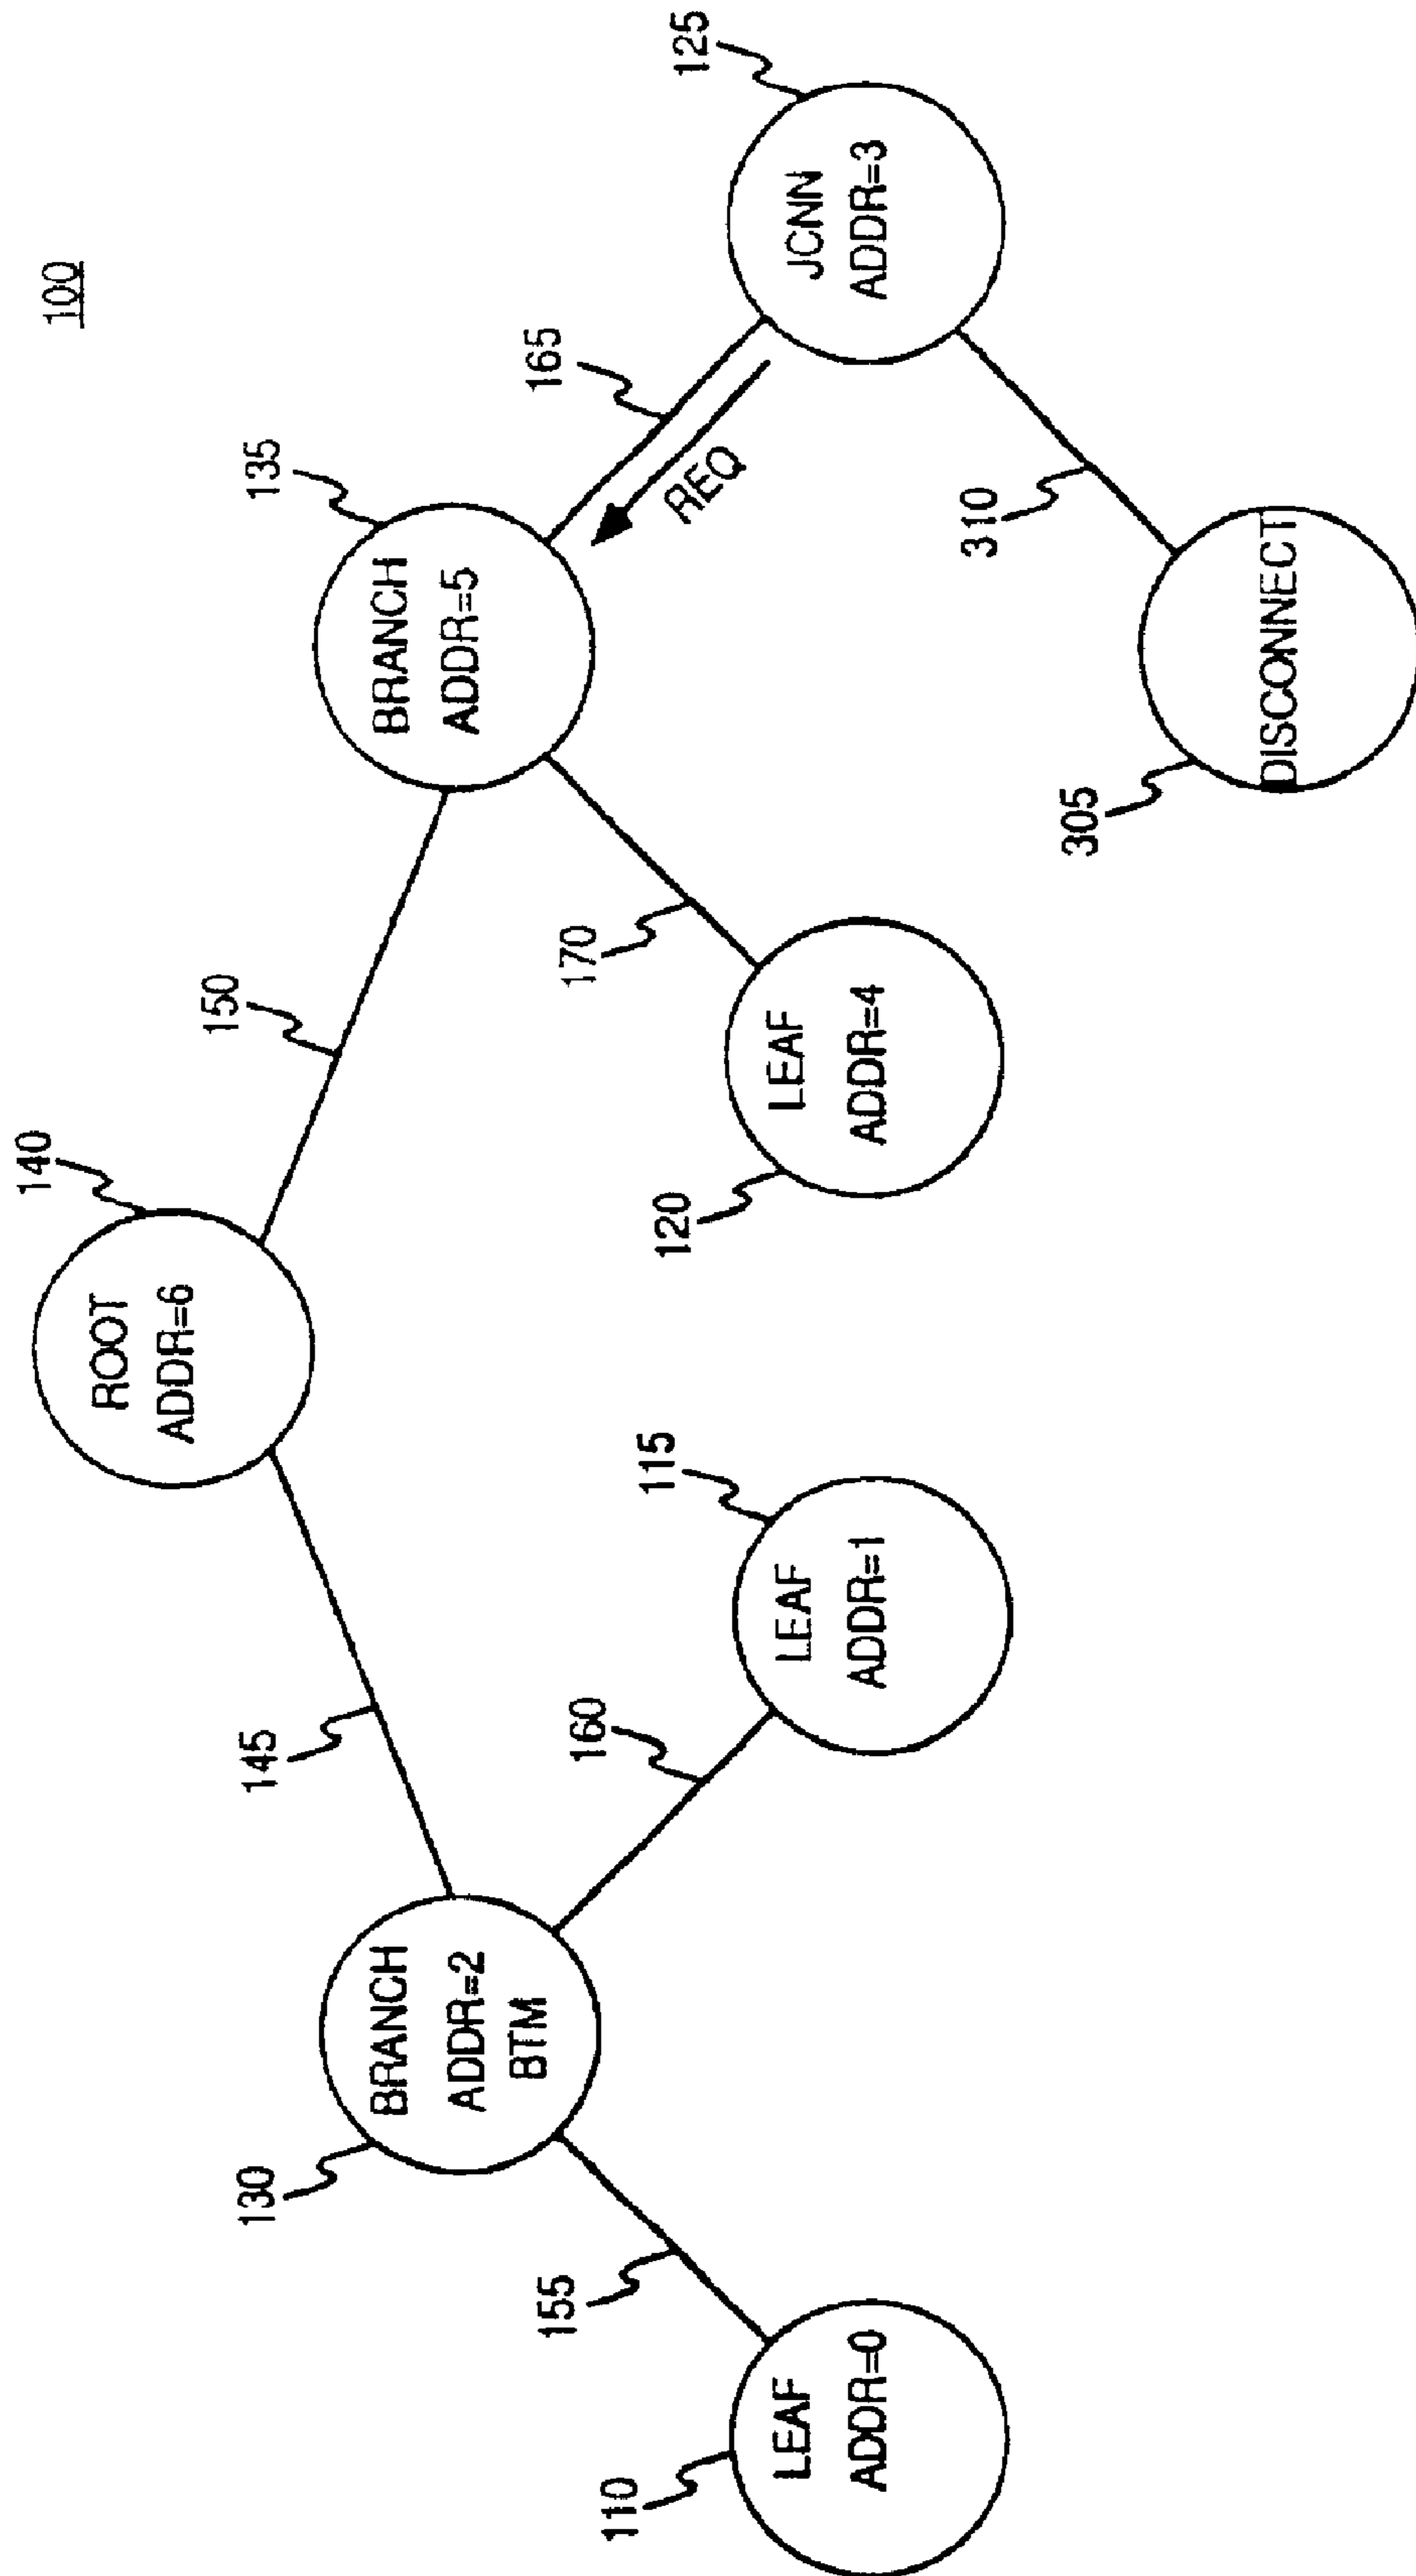 100
140
ROOT
ADDR=6
145
150
130
BRANCH
ADDR=2
BTM
135
BRANCH
ADDR=5
155
160
170
165
REQ
110
LEAF
ADDR=0
115
LEAF
ADDR=1
120
LEAF
ADDR=4
125
JCNN
ADDR=3
310
305
DISCONNECT